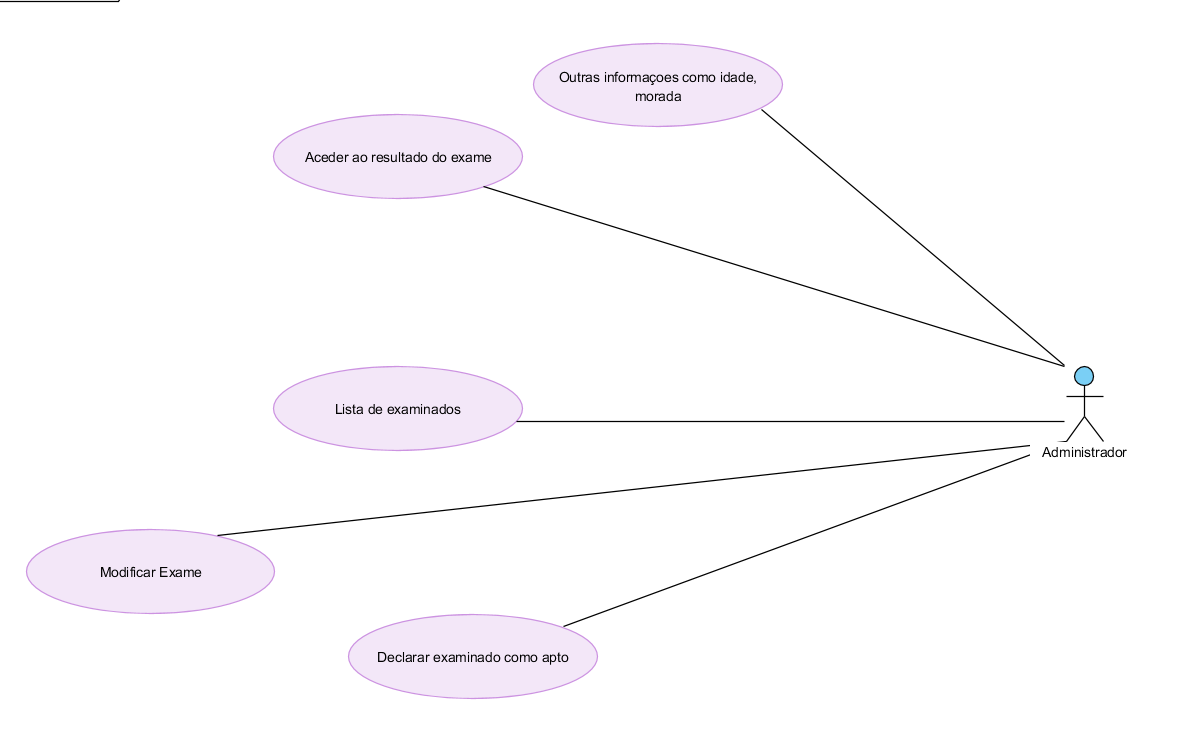 Outras informaçoes como idade,
morada
Aceder ao resultado do exame
Lista de examinados
Administrador
Modificar Exame
Declarar examinado como apto